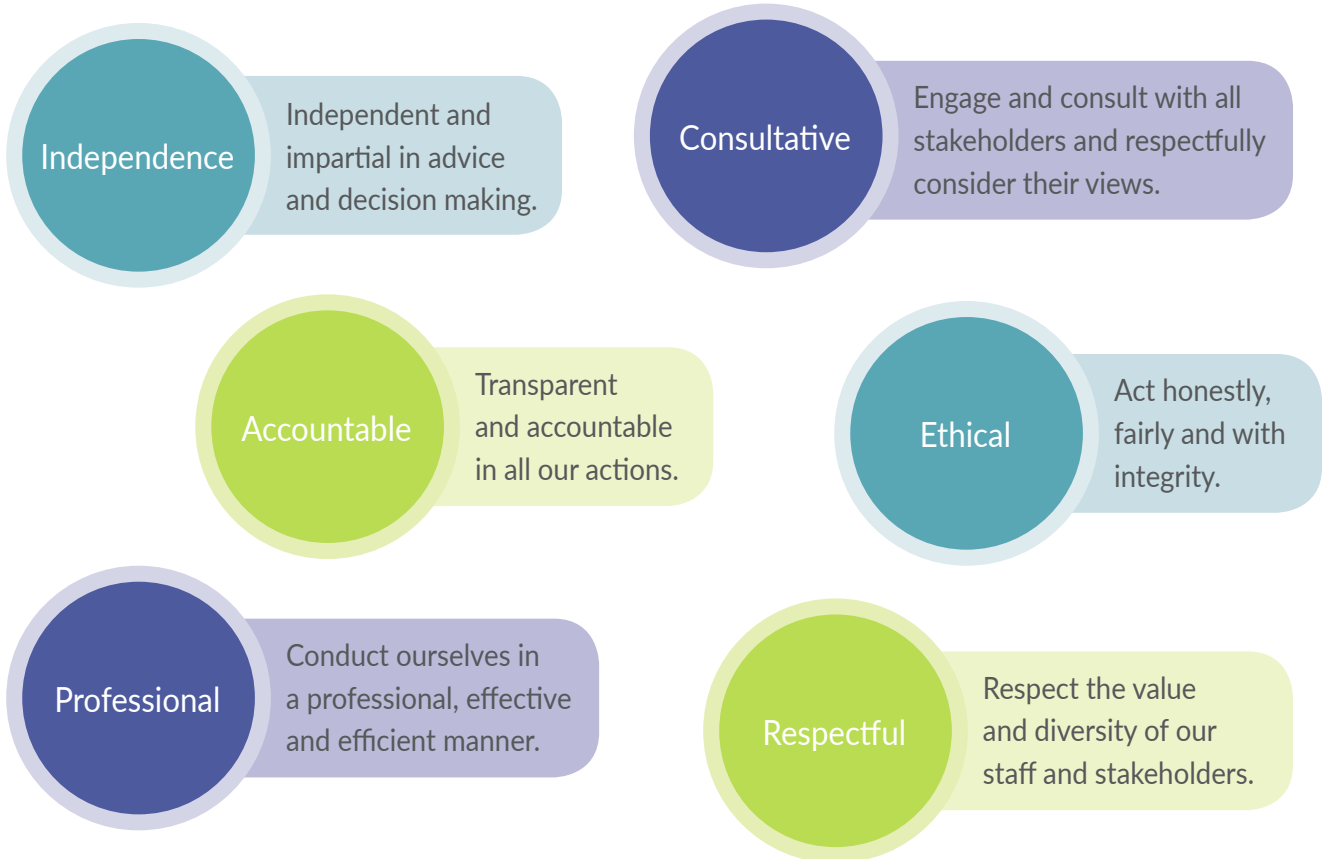 Independence
Independent and
impartial in advice
and decision making.
Consultative
Engage and consult with all
stakeholders and respectfully
consider their views.
Accountable
Transparent
and accountable
in all our actions.
Ethical
Act honestly,
fairly and with
integrity.
Professional
Conduct ourselves in
a professional, effective
and efficient manner.
Respectful
Respect the value
and diversity of our
staff and stakeholders.